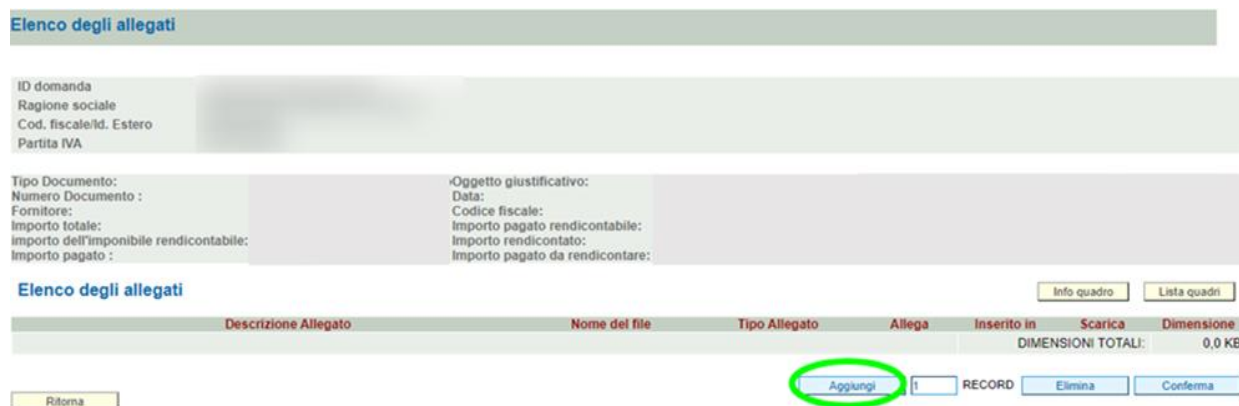 Elenco degli allegati
ID domanda
Ragione sociale
Cod. fiscale/Id. Estero
Partita IVA
Tipo Documento: Oggetto giustificativo:
Numero Documento : Data:
Fornitore: Codice fiscale:
Importo totale: Importo pagato rendicontabile:
importo dell'imponibile rendicontabile: Importo rendicontato:
Importo pagato : Importo pagato da rendicontare:
Elenco degli allegati Info quadro Lista quadri
Descrizione Allegato Nome del file Tipo Allegato Allega Inserito in Scarica Dimensione
DIMENSIONI TOTALI: 0,0 KB
Aggiungi 1 RECORD Elimina Conferma
Ritorna